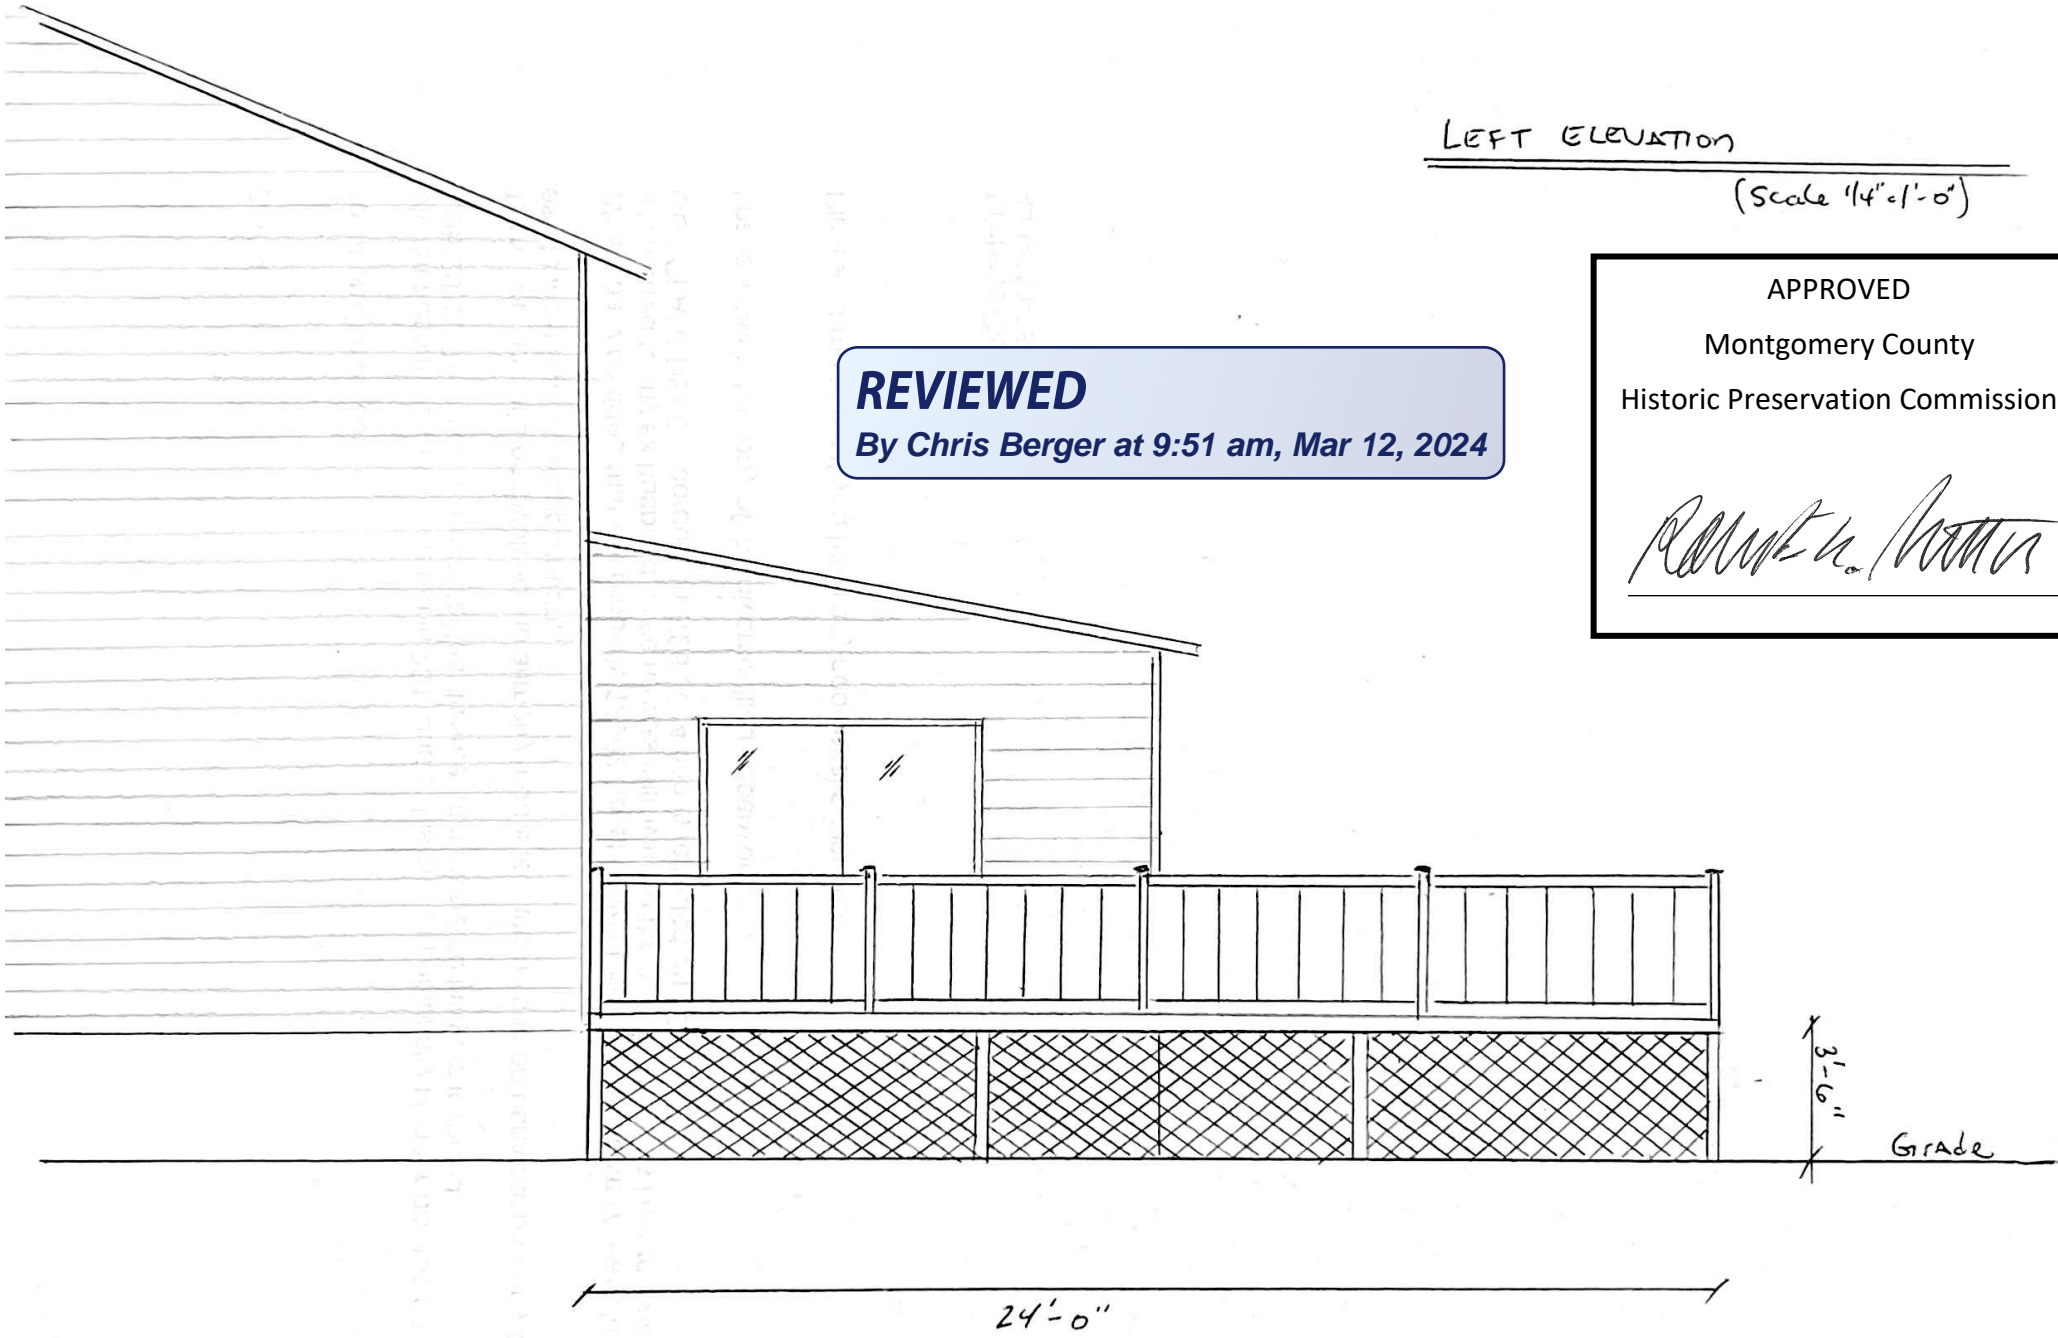 LEFT ELEVATION
(Scale 1/4"=1'-0")
APPROVED
Montgomery County
Historic Preservation Commission
REVIEWED
By Chris Berger at 9:51 am, Mar 12, 2024
3'-6"
Grade
24'-0"